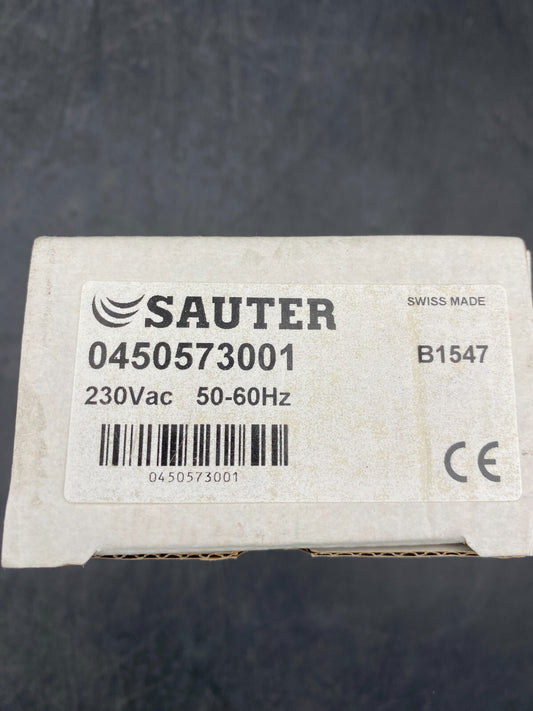 SAUTER
SWISS MADE
0450573001
B1547
230Vac 50-60Hz
0450573001
CE